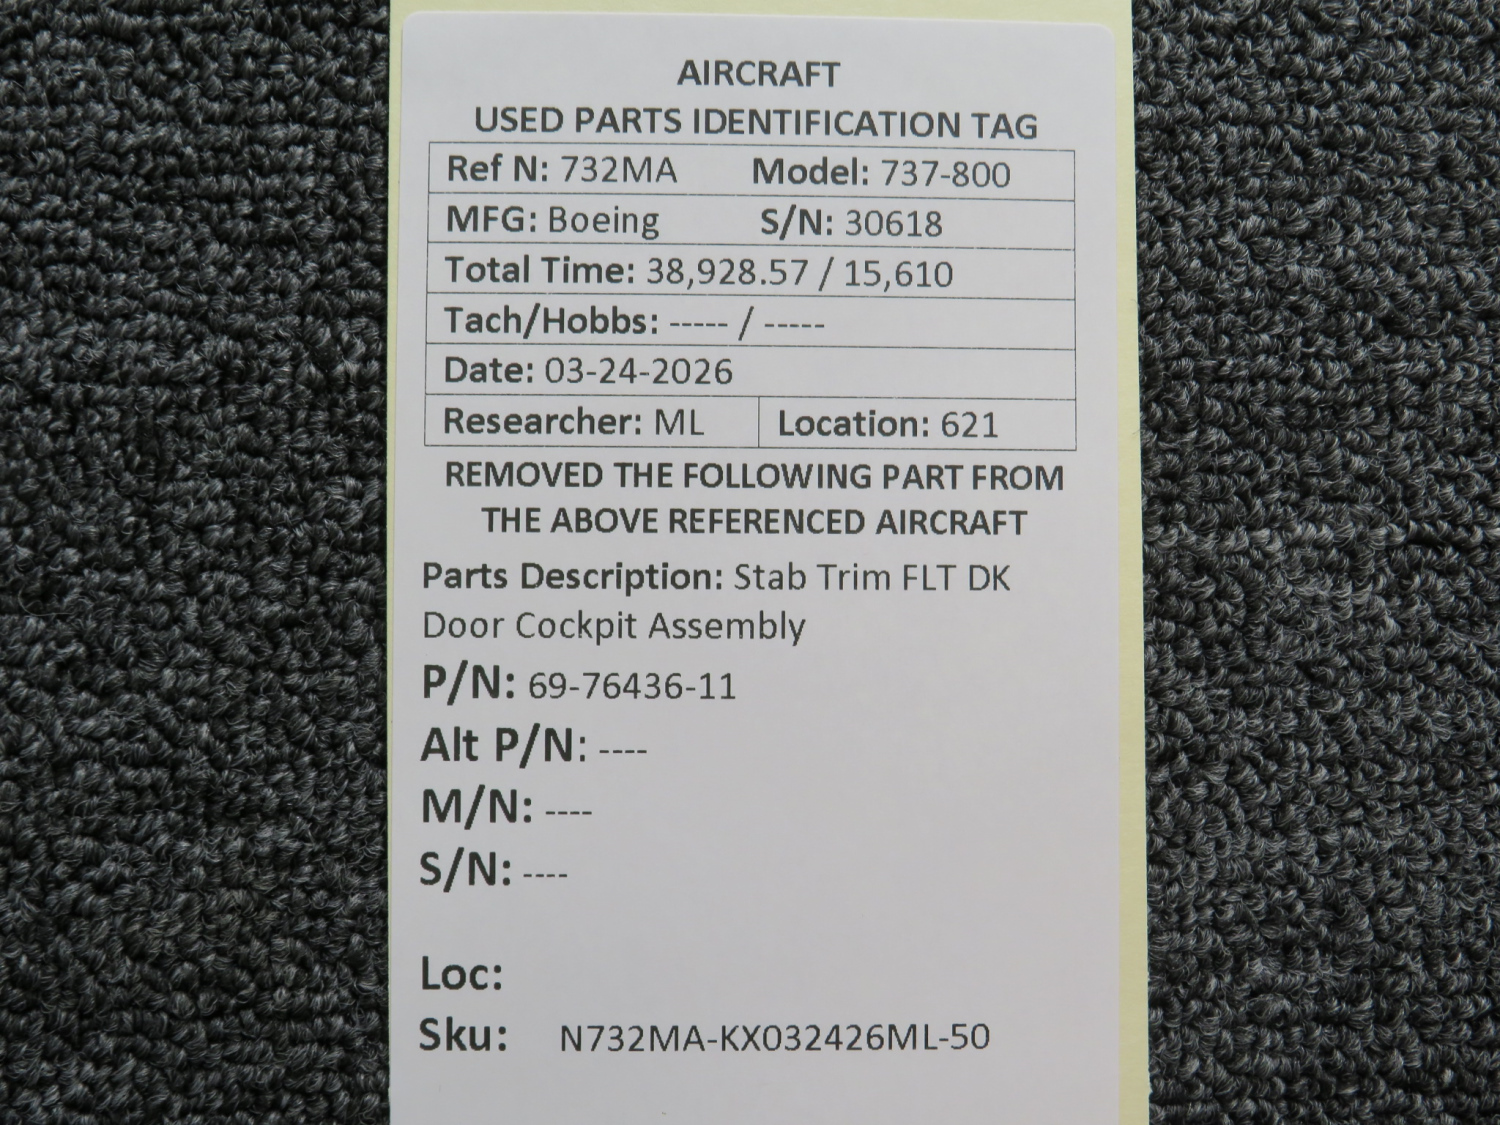 AIRCRAFT
USED PARTS IDENTIFICATION TAG
Ref N: 732MA Model: 737-800
MFG: Boeing S/N: 30618
Total Time: 38,928.57 / 15,610
Tach/Hobbs: ----- / -----
Date: 03-24-2026
Researcher: ML Location: 621
REMOVED THE FOLLOWING PART FROM
THE ABOVE REFERENCED AIRCRAFT
Parts Description: Stab Trim FLT DK
Door Cockpit Assembly
P/N: 69-76436-11
Alt P/N: ----
M/N: ----
S/N: ----
Loc:
Sku: N732MA-KX032426ML-50